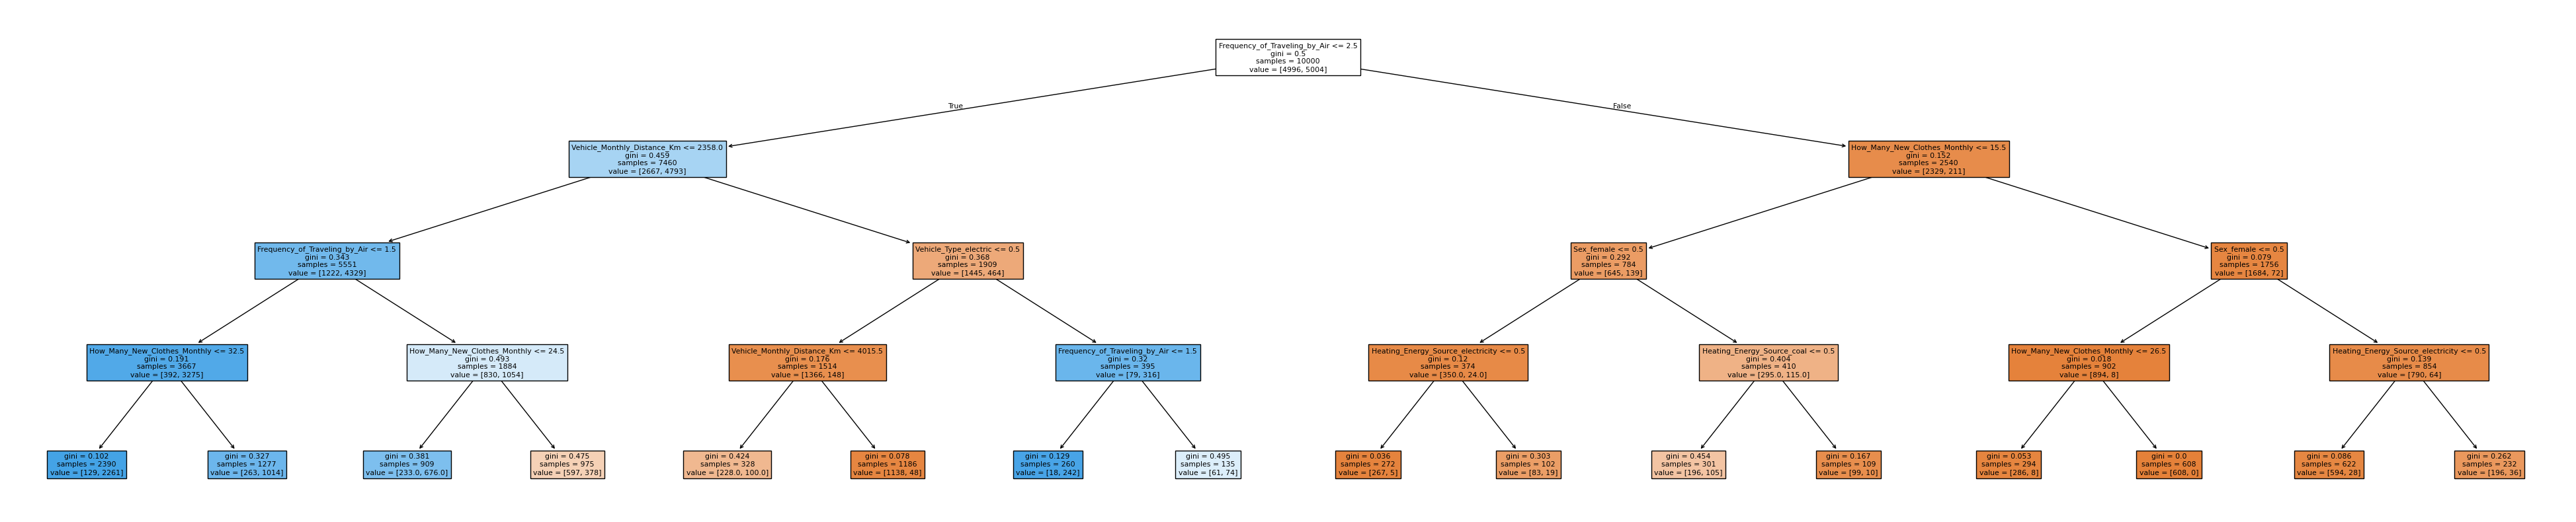 Frequency_of_Traveling_by_Air <= 2.5
gini = 0.5
samples = 10000
value = [4996, 5004]
True
False
Vehicle_Monthly_Distance_Km <= 2358.0
gini = 0.459
samples = 7460
value = [2667, 4793]
How_Many_New_Clothes_Monthly <= 15.5
gini = 0.152
samples = 2540
value = [2329, 211]
Frequency_of_Traveling_by_Air <= 1.5
gini = 0.343
samples = 5551
value = [1222, 4329]
Vehicle_Type_electric <= 0.5
gini = 0.368
samples = 1909
value = [1445, 464]
Sex_female <= 0.5
gini = 0.292
samples = 784
value = [645, 139]
Sex_female <= 0.5
gini = 0.079
samples = 1756
value = [1684, 72]
How_Many_New_Clothes_Monthly <= 32.5
gini = 0.191
samples = 3667
value = [392, 3275]
How_Many_New_Clothes_Monthly <= 24.5
gini = 0.493
samples = 1884
value = [830, 1054]
Vehicle_Monthly_Distance_Km <= 4015.5
gini = 0.176
samples = 1514
value = [1366, 148]
Frequency_of_Traveling_by_Air <= 1.5
gini = 0.32
samples = 395
value = [79, 316]
Heating_Energy_Source_electricity <= 0.5
gini = 0.12
samples = 374
value = [350.0, 24.0]
Heating_Energy_Source_coal <= 0.5
gini = 0.404
samples = 410
value = [295.0, 115.0]
How_Many_New_Clothes_Monthly <= 26.5
gini = 0.018
samples = 902
value = [894, 8]
Heating_Energy_Source_electricity <= 0.5
gini = 0.139
samples = 854
value = [790, 64]
gini = 0.102
samples = 2390
value = [129, 2261]
gini = 0.327
samples = 1277
value = [263, 1014]
gini = 0.381
samples = 909
value = [233.0, 676.0]
gini = 0.475
samples = 975
value = [597, 378]
gini = 0.424
samples = 328
value = [228.0, 100.0]
gini = 0.078
samples = 1186
value = [1138, 48]
gini = 0.129
samples = 260
value = [18, 242]
gini = 0.495
samples = 135
value = [61, 74]
gini = 0.036
samples = 272
value = [267, 5]
gini = 0.303
samples = 102
value = [83, 19]
gini = 0.454
samples = 301
value = [196, 105]
gini = 0.167
samples = 109
value = [99, 10]
gini = 0.053
samples = 294
value = [286, 8]
gini = 0.0
samples = 608
value = [608, 0]
gini = 0.086
samples = 622
value = [594, 28]
gini = 0.262
samples = 232
value = [196, 36]